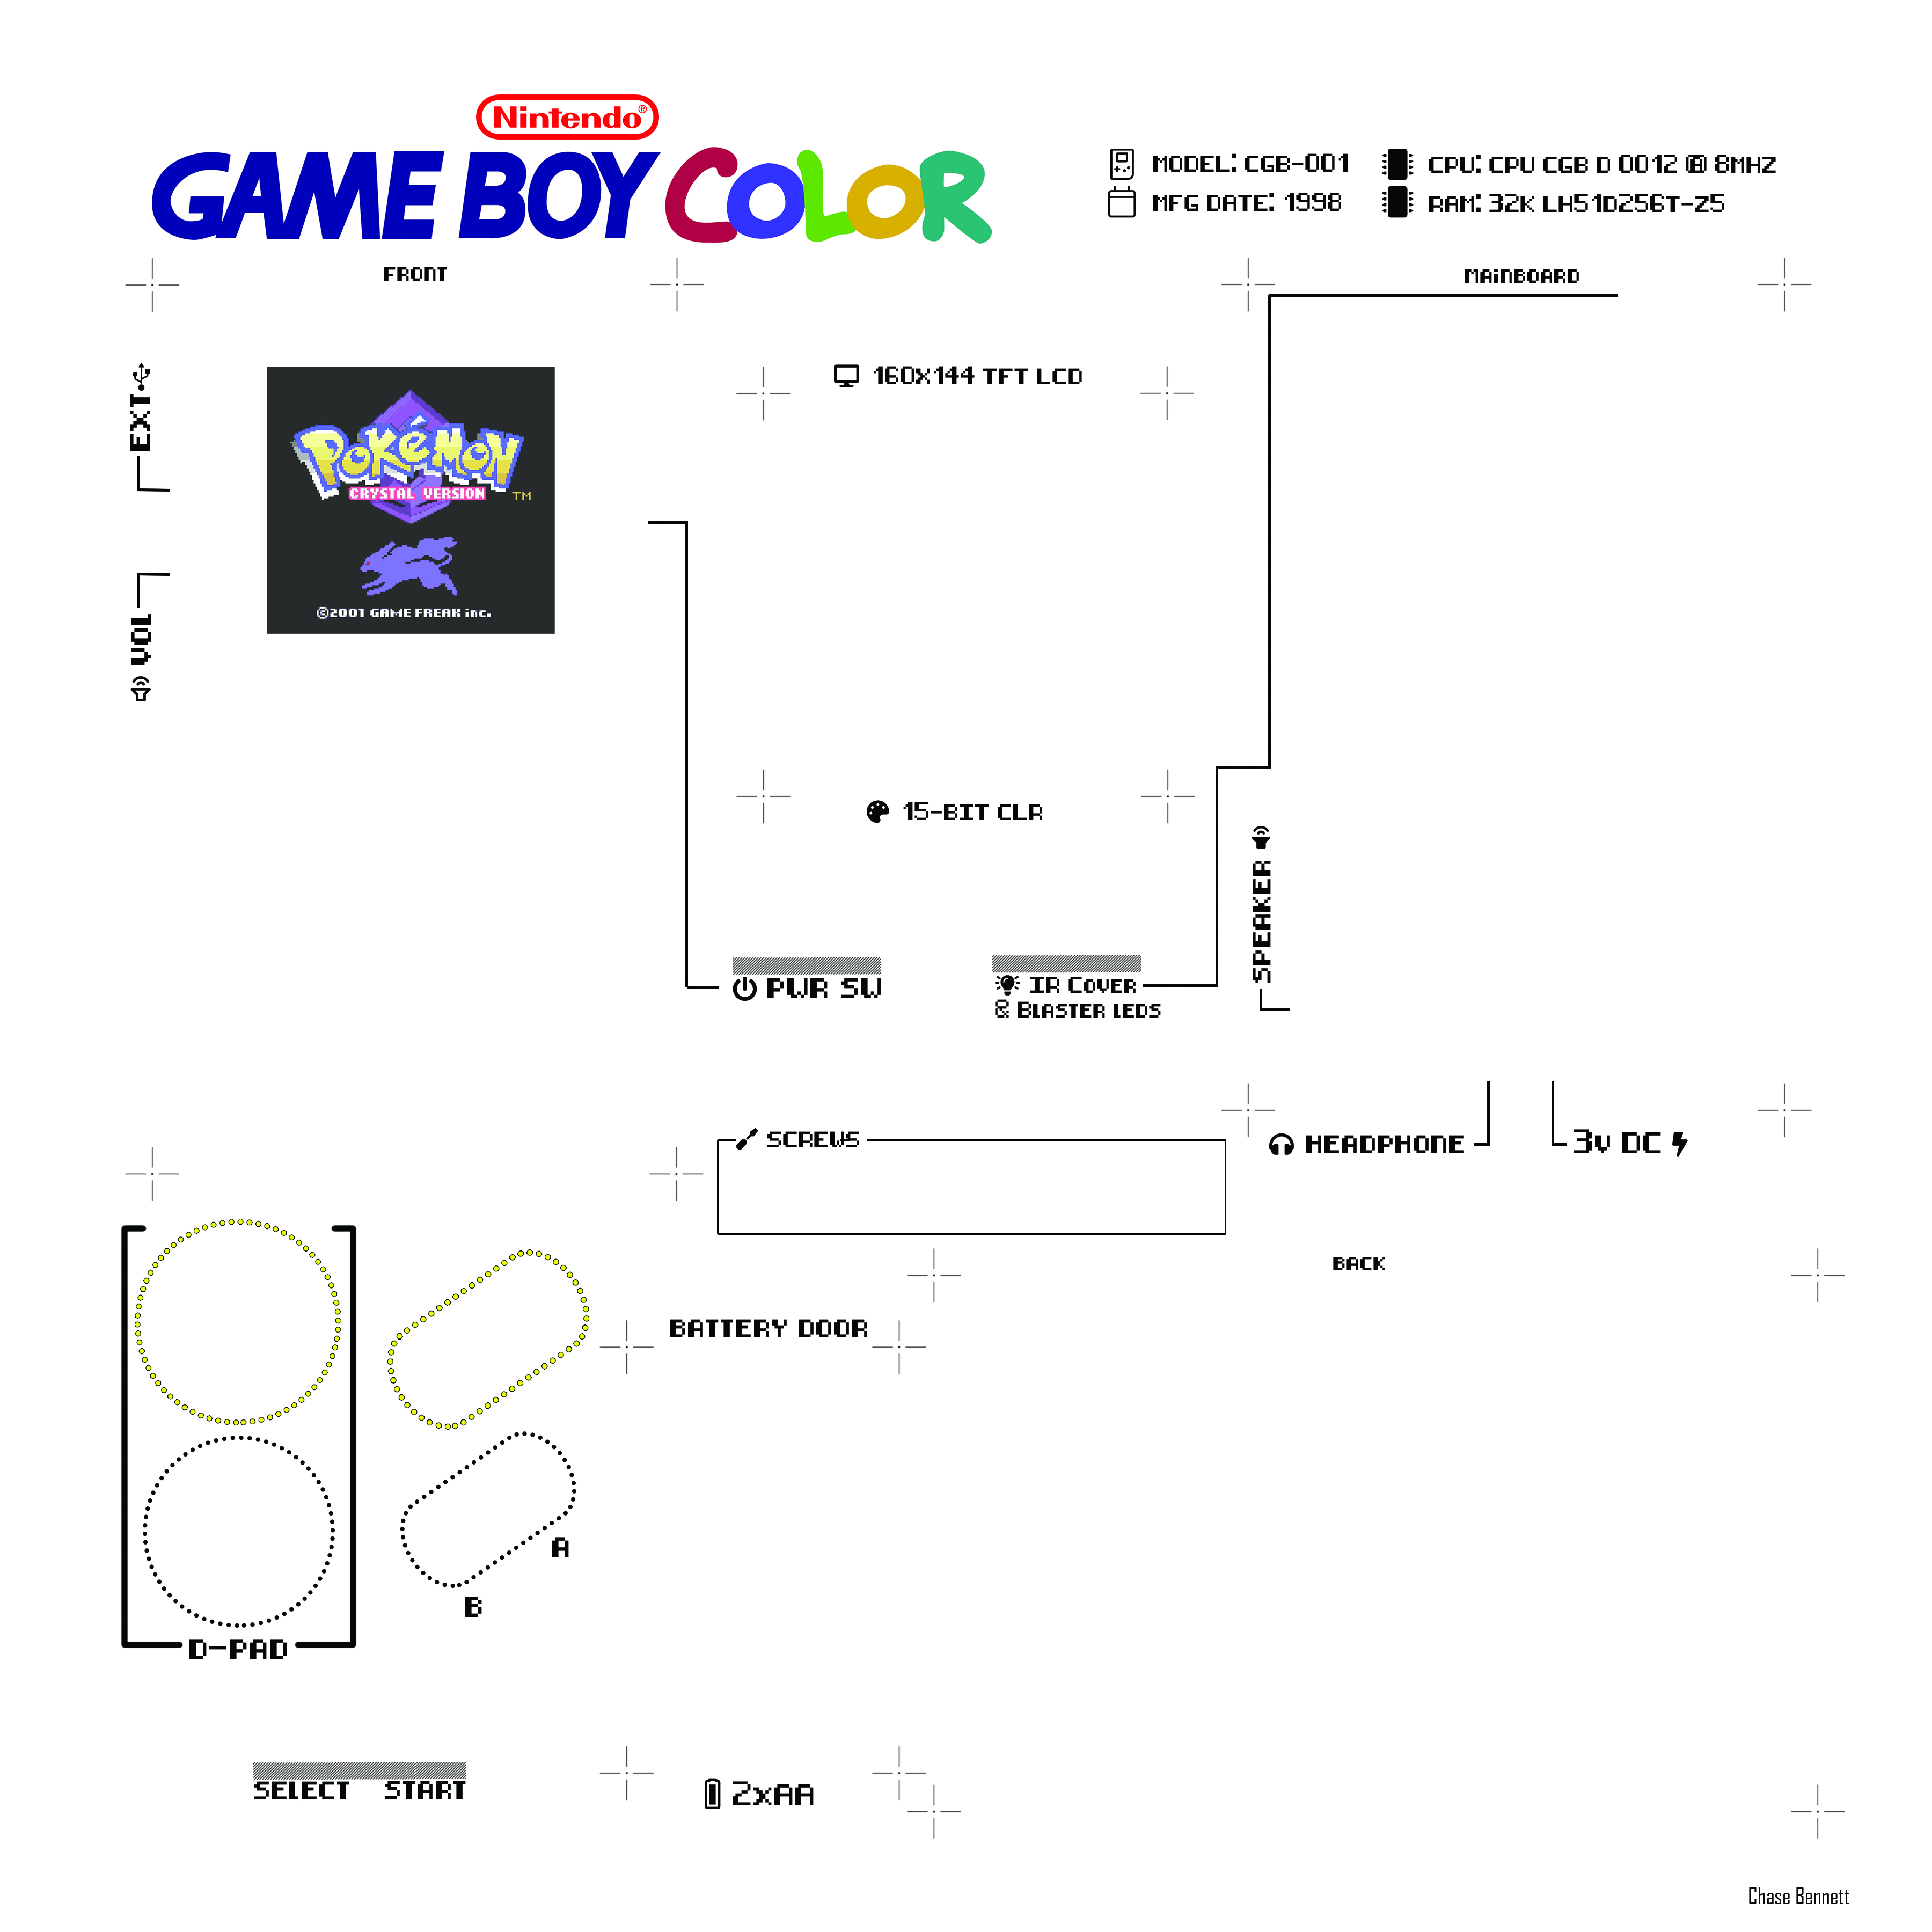 Nintendo®
GAME BOY COLOR
MODEL: CGB-001
CPU: CPU CGB D 0012 @ 8MHZ
MFG DATE: 1998
RAM: 32K LH51D256T-Z5
FRONT
MAINBOARD
EXT
160X144 TFT LCD
POKéMON
CRYSTAL VERSION TM
©2001 GAME FREAK inc.
VOL
15-BIT CLR
SPEAKER
PWR SW
IR COVER
& BLASTER LEDS
SCREWS
HEADPHONE
3V DC
BACK
BATTERY DOOR
A
B
D-PAD
SELECT START
2xAA
Chase Bennett